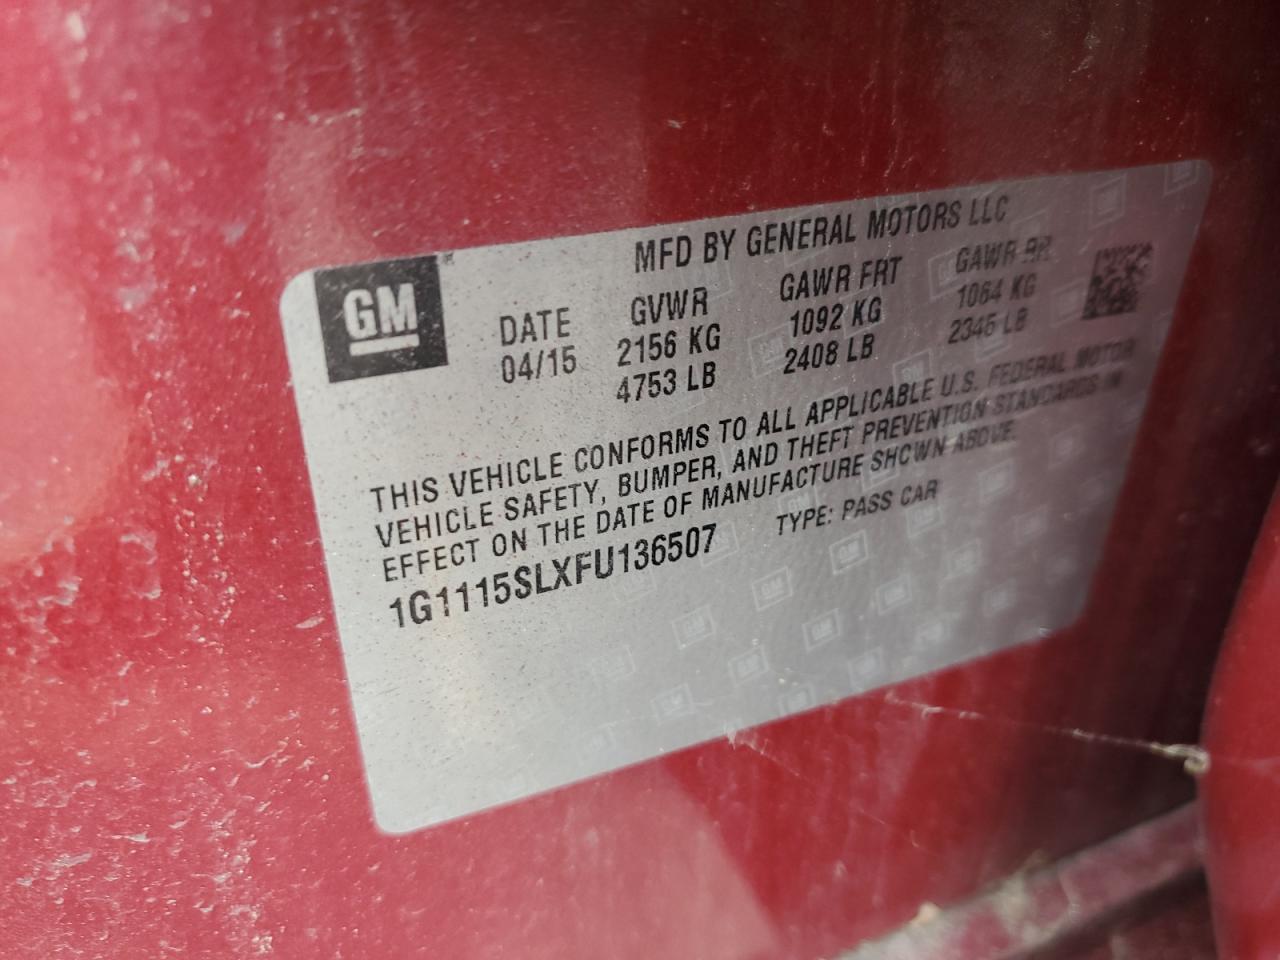 MFD BY GENERAL MOTORS LLC
GM
DATE GVWR GAWR FRT GAWR RR
04/15 2156 KG 1092 KG 1064 KG
4753 LB 2408 LB 2345 LB
THIS VEHICLE CONFORMS TO ALL APPLICABLE U.S. FEDERAL MOTOR
VEHICLE SAFETY, BUMPER, AND THEFT PREVENTION STANDARDS IN
EFFECT ON THE DATE OF MANUFACTURE SHOWN ABOVE.
1G1115SLXFU136507 TYPE: PASS CAR